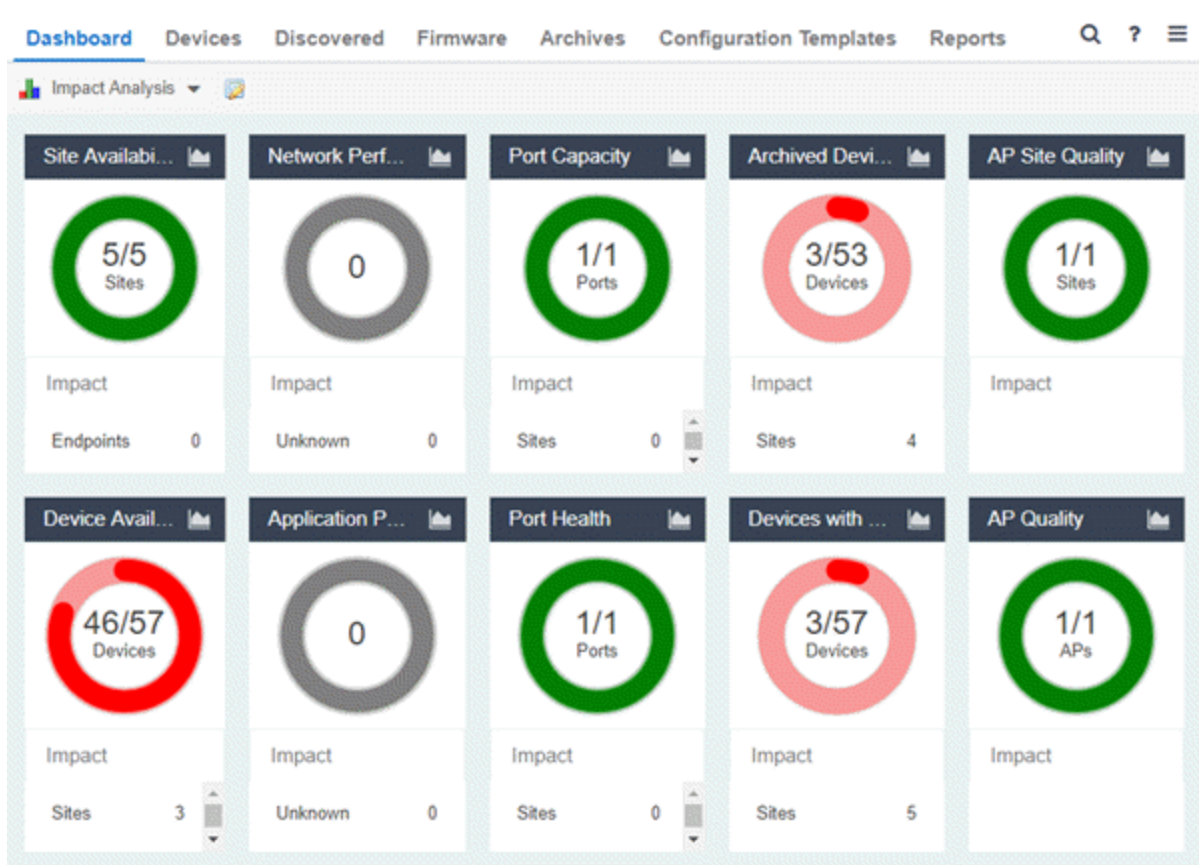 Dashboard Devices Discovered Firmware Archives Configuration Templates Reports ?
Impact Analysis
Site Availabi... Network Perf... Port Capacity Archived Devi... AP Site Quality
5/5 0 1/1 3/53 1/1
Sites Ports Devices Sites
Impact Impact Impact Impact Impact
Endpoints 0 Unknown 0 Sites 0 Sites 4
Device Avail... Application P... Port Health Devices with ... AP Quality
46/57 0 1/1 3/57 1/1
Devices Ports Devices APs
Impact Impact Impact Impact Impact
Sites 3 Unknown 0 Sites 0 Sites 5